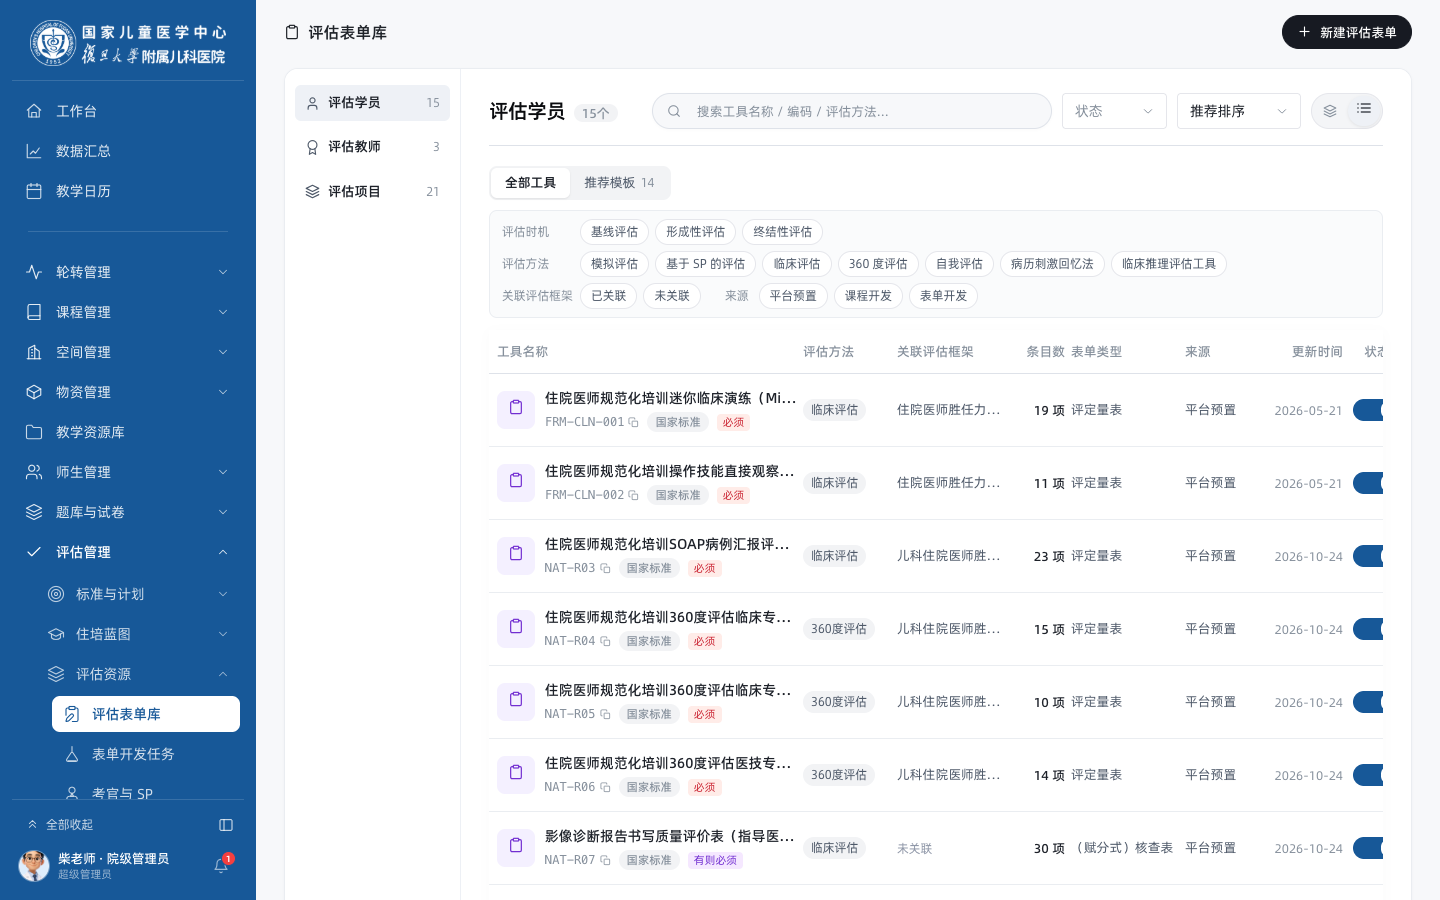 国家儿童医学中心
復旦大学 附属儿科医院
工作台
数据汇总
教学日历
轮转管理
课程管理
空间管理
物资管理
教学资源库
师生管理
题库与试卷
评估管理
标准与计划
住培蓝图
评估资源
评估表单库
表单开发任务
考官与 SP
全部收起
柴老师 · 院级管理员
超级管理员
1
评估表单库
新建评估表单
评估学员 15
评估教师 3
评估项目 21
评估学员 15个
搜索工具名称 / 编码 / 评估方法...
状态
推荐排序
全部工具 推荐模板 14
评估时机 基线评估 形成性评估 终结性评估
评估方法 模拟评估 基于 SP 的评估 临床评估 360 度评估 自我评估 病历刺激回忆法 临床推理评估工具
关联评估框架 已关联 未关联 来源 平台预置 课程开发 表单开发
工具名称 评估方法 关联评估框架 条目数 表单类型 来源 更新时间 状态
住院医师规范化培训迷你临床演练（Mi...
FRM-CLN-001 国家标准 必须
临床评估 住院医师胜任力... 19 项 评定量表 平台预置 2026-05-21
住院医师规范化培训操作技能直接观察...
FRM-CLN-002 国家标准 必须
临床评估 住院医师胜任力... 11 项 评定量表 平台预置 2026-05-21
住院医师规范化培训SOAP病例汇报评...
NAT-R03 国家标准 必须
临床评估 儿科住院医师胜... 23 项 评定量表 平台预置 2026-10-24
住院医师规范化培训360度评估临床专...
NAT-R04 国家标准 必须
360度评估 儿科住院医师胜... 15 项 评定量表 平台预置 2026-10-24
住院医师规范化培训360度评估临床专...
NAT-R05 国家标准 必须
360度评估 儿科住院医师胜... 10 项 评定量表 平台预置 2026-10-24
住院医师规范化培训360度评估医技专...
NAT-R06 国家标准 必须
360度评估 儿科住院医师胜... 14 项 评定量表 平台预置 2026-10-24
影像诊断报告书写质量评价表（指导医...
NAT-R07 国家标准 有则必须
临床评估 未关联 30 项 （赋分式）核查表 平台预置 2026-10-24